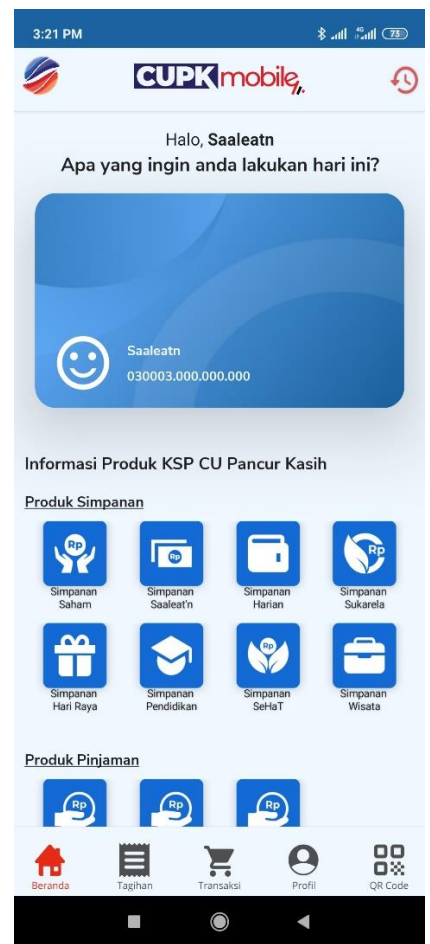 3:21 PM
4G
73
CUPK mobile
Halo, Saaleatn
Apa yang ingin anda lakukan hari ini?
Saaleatn
030003.000.000.000
Informasi Produk KSP CU Pancur Kasih
Produk Simpanan
Rp
Rp
Rp
Simpanan Saham
Simpanan Saaleat'n
Simpanan Harian
Simpanan Sukarela
Rp
Simpanan Hari Raya
Simpanan Pendidikan
Simpanan SeHaT
Simpanan Wisata
Produk Pinjaman
Rp
Rp
Rp
Beranda
Tagihan
Transaksi
Profil
QR Code